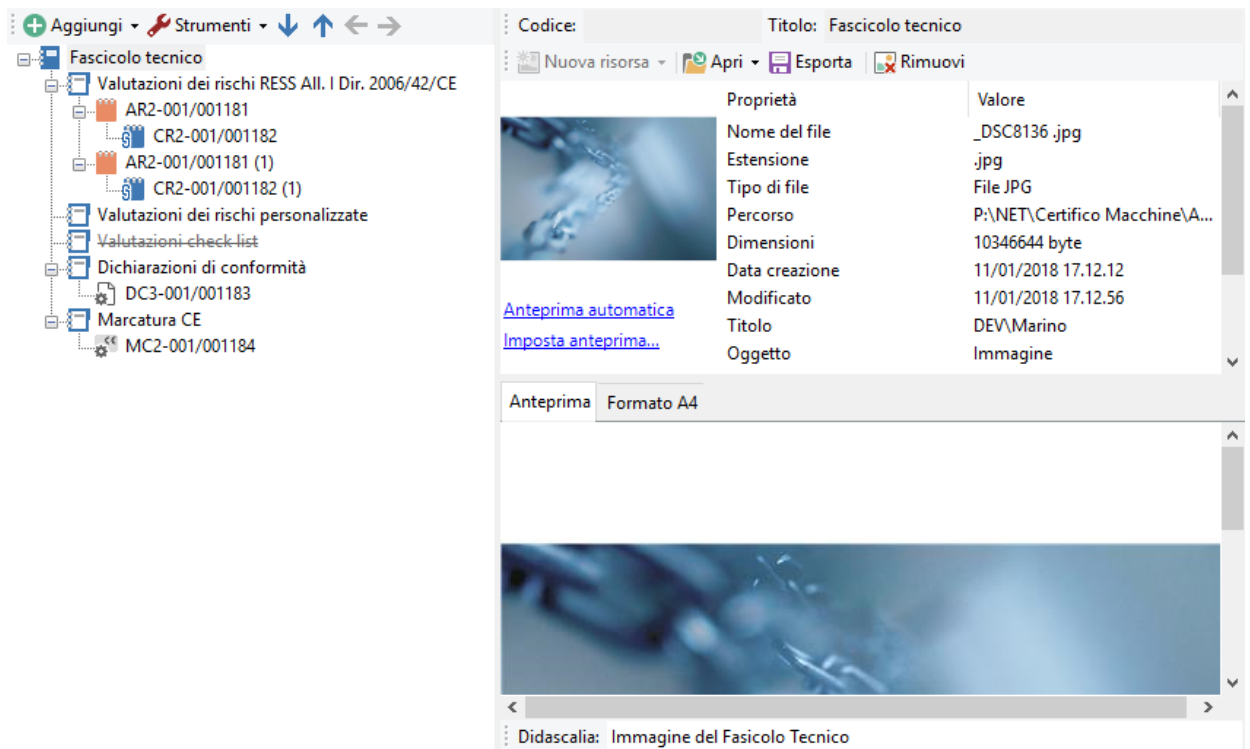 Aggiungi Strumenti
Fascicolo tecnico
Valutazioni dei rischi RESS All. I Dir. 2006/42/CE
AR2-001/001181
CR2-001/001182
AR2-001/001181 (1)
CR2-001/001182 (1)
Valutazioni dei rischi personalizzate
Valutazioni check list
Dichiarazioni di conformità
DC3-001/001183
Marcatura CE
MC2-001/001184
Codice: Titolo: Fascicolo tecnico
Nuova risorsa Apri Esporta Rimuovi
Proprietà Valore
Nome del file _DSC8136 .jpg
Estensione .jpg
Tipo di file File JPG
Percorso P:\NET\Certifico Macchine\A...
Dimensioni 10346644 byte
Data creazione 11/01/2018 17.12.12
Modificato 11/01/2018 17.12.56
Titolo DEV\Marino
Oggetto Immagine
Anteprima automatica
Imposta anteprima...
Anteprima Formato A4
Didascalia: Immagine del Fasicolo Tecnico